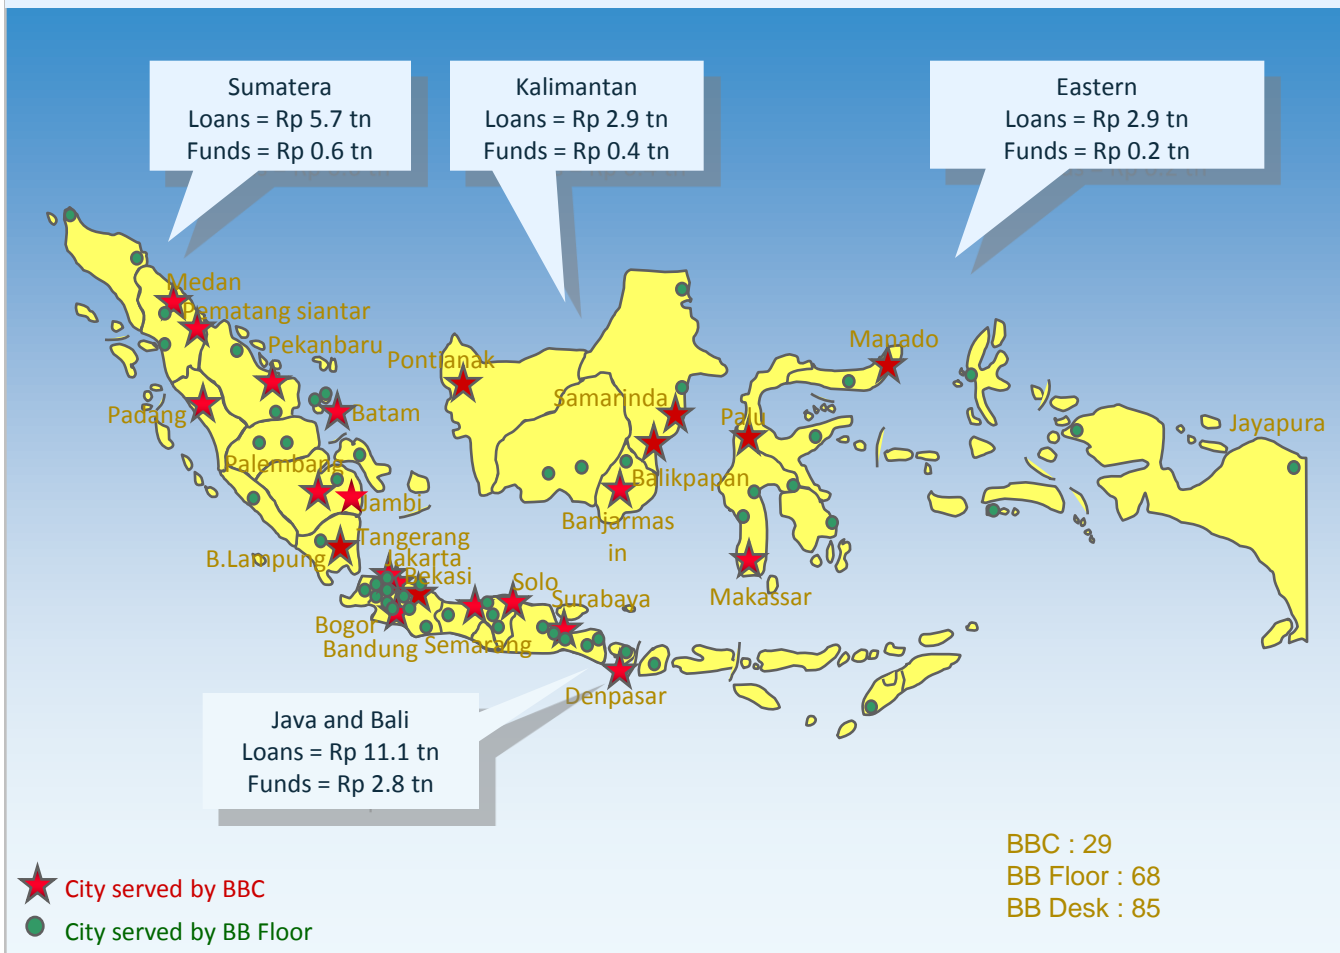 Sumatera
Loans = Rp 5.7 tn
Funds = Rp 0.6 tn
Kalimantan
Loans = Rp 2.9 tn
Funds = Rp 0.4 tn
Eastern
Loans = Rp 2.9 tn
Funds = Rp 0.2 tn
Medan
Pematang siantar
Pekanbaru
Padang
Batam
Palembang
Jambi
B.Lampung
Tangerang
Jakarta
Bekasi
Bogor
Bandung
Semarang
Solo
Surabaya
Denpasar
Pontianak
Samarinda
Balikpapan
Banjarmas
in
Manado
Palu
Makassar
Jayapura
Java and Bali
Loans = Rp 11.1 tn
Funds = Rp 2.8 tn
BBC : 29
BB Floor : 68
BB Desk : 85
City served by BBC
City served by BB Floor